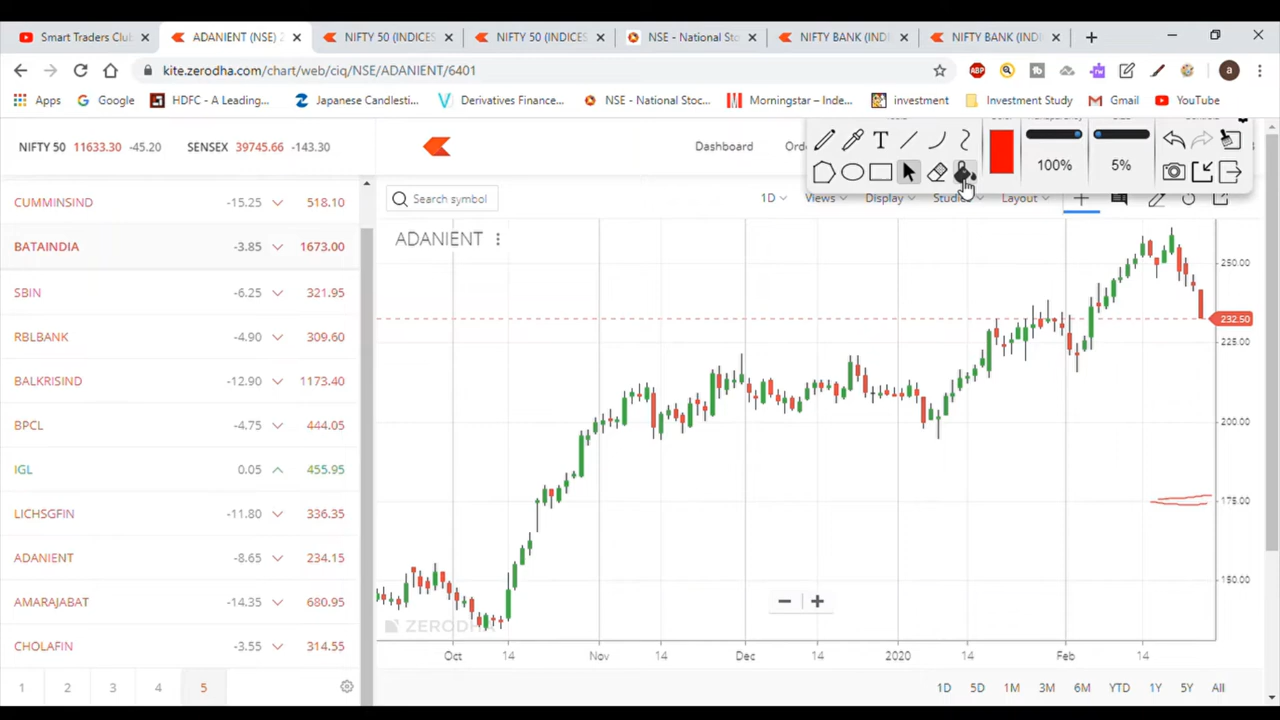 Smart Traders Clu
ADANIENT (NSE) 2
NIFTY 50 (INDICES
NIFTY 50 (INDICES
NSE - National Sto
NIFTY BANK (INDI
NIFTY BANK (INDI
kite.zerodha.com/chart/web/ciq/NSE/ADANIENT/6401
ABP
a
Apps
Google
HDFC - A Leading...
Japanese Candlesti...
Derivatives Finance...
NSE - National Stoc...
Morningstar – Inde...
investment
Investment Study
Gmail
YouTube
NIFTY 50 11633.30 -45.20
SENSEX 39745.66 -143.30
Dashboard
Orde
100%
5%
CUMMINSIND -15.25 518.10
BATAINDIA -3.85 1673.00
SBIN -6.25 321.95
RBLBANK -4.90 309.60
BALKRISIND -12.90 1173.40
BPCL -4.75 444.05
IGL 0.05 455.95
LICHSGFIN -11.80 336.35
ADANIENT -8.65 234.15
AMARAJABAT -14.35 680.95
CHOLAFIN -3.55 314.55
1 2 3 4 5
Search symbol
1D
Views
Display
Studies
Layout
ADANIENT
250.00
232.50
225.00
200.00
175.00
150.00
ZERODHA
Oct 14 Nov 14 Dec 14 2020 14 Feb 14
1D 5D 1M 3M 6M YTD 1Y 5Y All